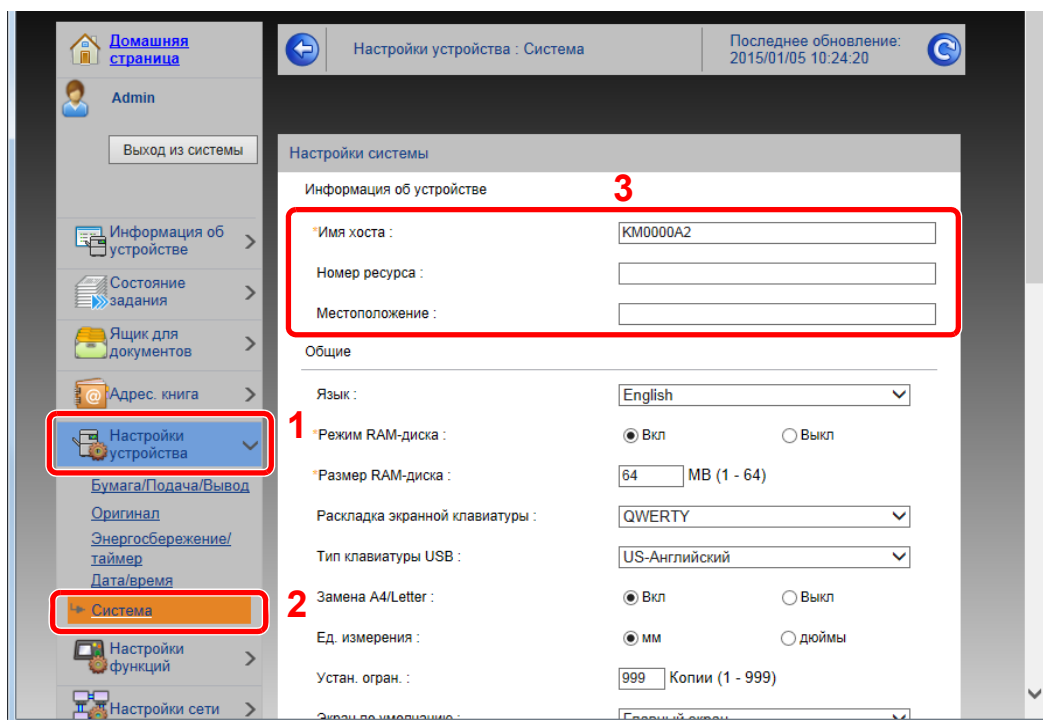 Домашняя
страница
Настройки устройства : Система
Последнее обновление:
2015/01/05 10:24:20
Admin
Выход из системы
Настройки системы
Информация об устройстве
3
*Имя хоста :
KM0000A2
Номер ресурса :
Местоположение :
Информация об
устройстве
Состояние
задания
Ящик для
документов
Адрес. книга
1
Настройки
устройства
Бумага/Подача/Вывод
Оригинал
Энергосбережение/
таймер
Дата/время
2
Система
Настройки
функций
Настройки сети
Общие
Язык :
English
*Режим RAM-диска :
Вкл
Выкл
*Размер RAM-диска :
64
MB (1 - 64)
Раскладка экранной клавиатуры :
QWERTY
Тип клавиатуры USB :
US-Английский
Замена A4/Letter :
Вкл
Выкл
Ед. измерения :
мм
дюймы
Устан. огран. :
999
Копии (1 - 999)
Экран по умолчанию :
Главный экран